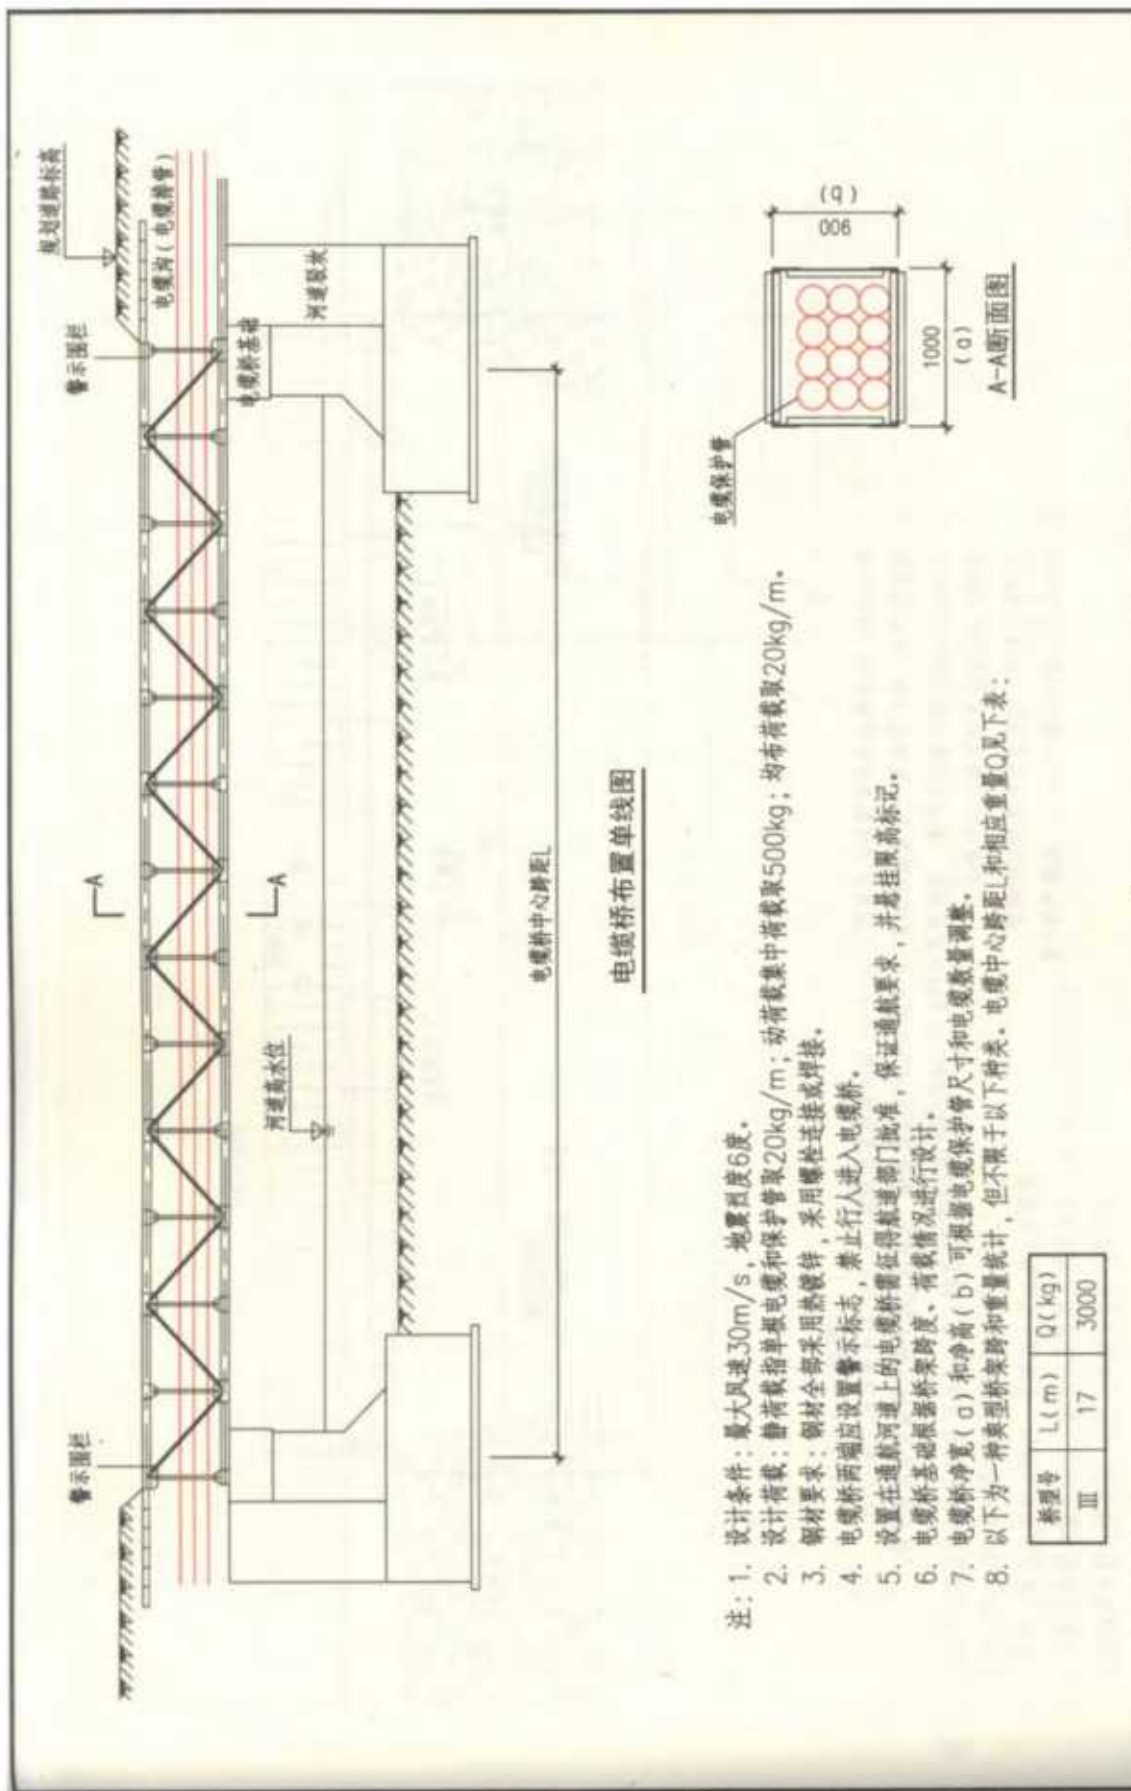 规划道路标高
警示围栏
电缆沟(电缆排管)
河道驳坎
电缆桥基础
A
A
河道高水位
警示围栏
电缆桥中心跨距L
电缆桥布置单线图
电缆保护管
900
(b)
1000
(a)
A-A断面图
注: 1. 设计条件: 最大风速30m/s, 地震烈度6度。
2. 设计荷载: 静荷载指单根电缆和保护管取20kg/m; 动荷载集中荷载取500kg; 均布荷载取20kg/m。
3. 钢材要求: 钢材全部采用热镀锌, 采用螺栓连接或焊接。
4. 电缆桥两端应设置警示标志, 禁止行人进入电缆桥。
5. 设置在通航河道上的电缆桥需征得航道部门批准, 保证通航要求, 并悬挂限高标记。
6. 电缆桥基础根据桥架跨度、荷载情况进行设计。
7. 电缆桥净宽(a)和净高(b)可根据电缆保护管尺寸和电缆数量调整。
8. 以下为一种典型桥架跨和重量统计, 但不限于以下种类。电缆中心跨距L和相应重量Q见下表:
桥型号 L(m) Q(kg)
III 17 3000